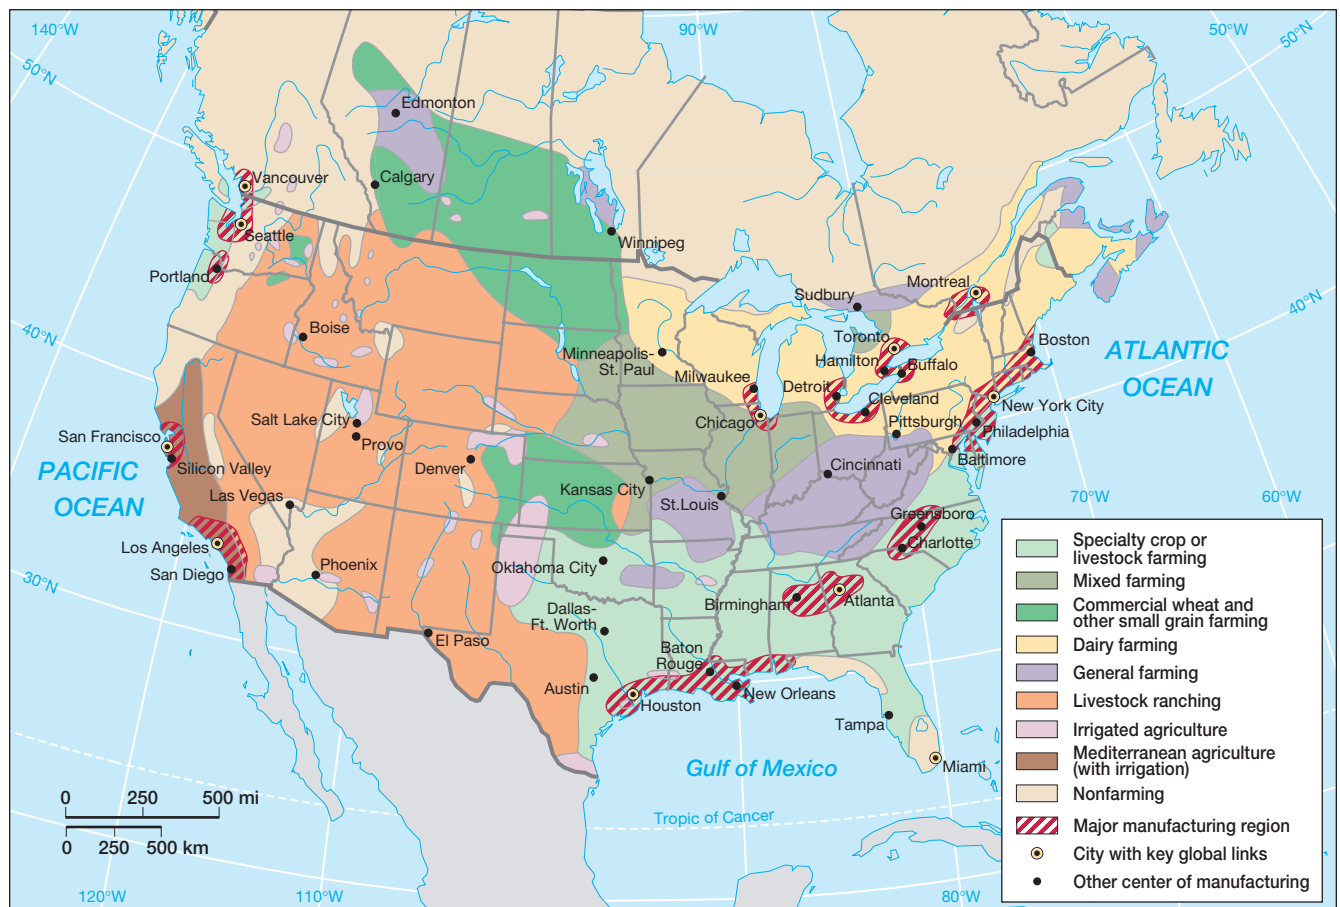 140°W
90°W
50°W
50°N
50°N
Edmonton
Vancouver
Calgary
Seattle
Winnipeg
Portland
Montreal
Sudbury
40°N
40°N
Boise
Toronto
Boston
Minneapolis-
St. Paul
Hamilton
Buffalo
ATLANTIC
OCEAN
Milwaukee
Detroit
Cleveland
New York City
Salt Lake City
Chicago
Pittsburgh
Philadelphia
San Francisco
Provo
Baltimore
PACIFIC
OCEAN
Silicon Valley
Denver
Cincinnati
Las Vegas
Kansas City
St.Louis
70°W
60°W
Greensboro
Los Angeles
Charlotte
San Diego
Phoenix
Oklahoma City
30°N
Dallas-
Ft. Worth
Birmingham
Atlanta
El Paso
Baton
Rouge
Austin
Houston
New Orleans
Tampa
Gulf of Mexico
Miami
Tropic of Cancer
0 250 500 mi
0 250 500 km
120°W
110°W
80°W
Specialty crop or
livestock farming
Mixed farming
Commercial wheat and
other small grain farming
Dairy farming
General farming
Livestock ranching
Irrigated agriculture
Mediterranean agriculture
(with irrigation)
Nonfarming
Major manufacturing region
City with key global links
Other center of manufacturing